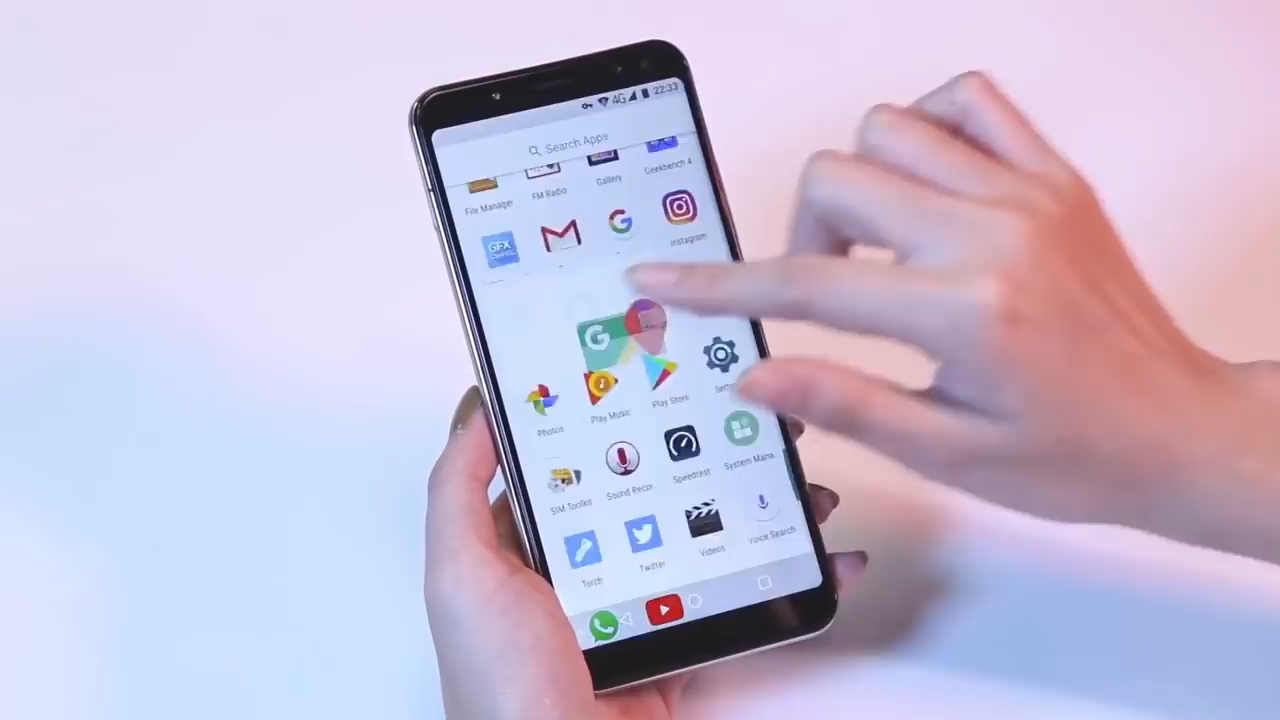 4G 22:33
Search Apps
File Manager FM Radio Gallery Geekbench 4
GFX
Instagram
Photos Play Music Play Store
SIM Toolkit Sound Recor Speedtest System Mana
Torch Twitter Videos Voice Search